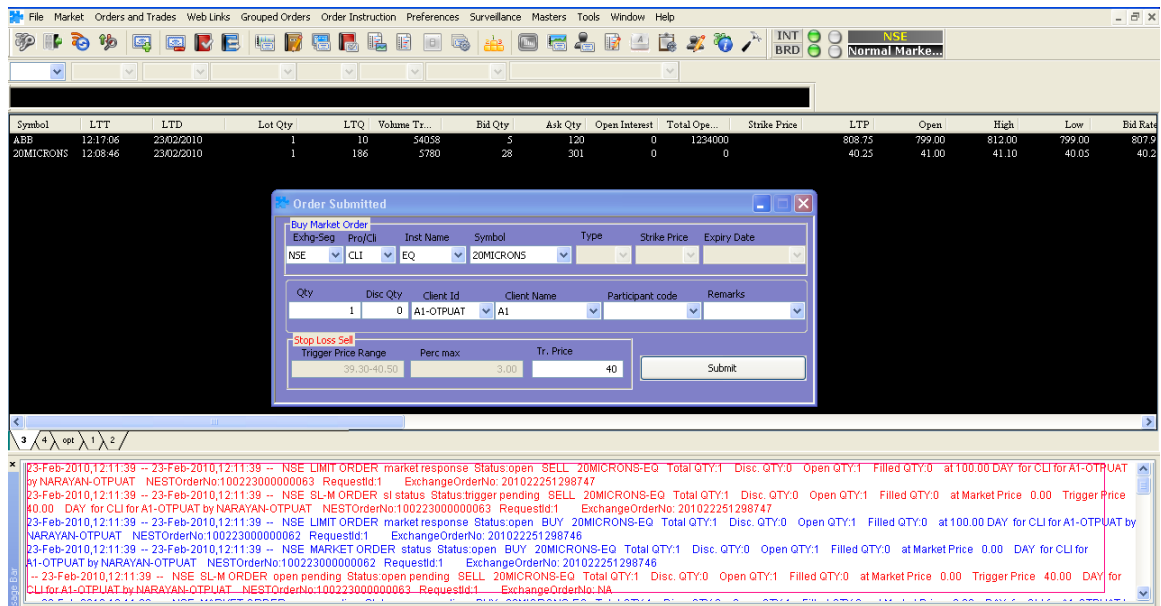 File Market Orders and Trades Web Links Grouped Orders Order Instruction Preferences Surveillance Masters Tools Window Help
INT NSE
BRD Normal Marke...
Symbol LTT LTD Lot Qty LTQ Volume Tr... Bid Qty Ask Qty Open Interest Total Ope... Strike Price LTP Open High Low Bid Rate
ABB 12:17:06 23/02/2010 1 10 54058 5 120 0 1234000 808.75 799.00 812.00 799.00 807.9
20MICRONS 12:08:46 23/02/2010 1 186 5780 28 301 0 0 40.25 41.00 41.10 40.05 40.2
Order Submitted
Buy Market Order
Exhg-Seg Pro/Cli Inst Name Symbol Type Strike Price Expiry Date
NSE CLI EQ 20MICRONS
Qty Disc Qty Client Id Client Name Participant code Remarks
1 0 A1-OTPUAT A1
Stop Loss Sell
Trigger Price Range Perc max Tr. Price
39.30-40.50 3.00 40 Submit
3 4 opt 1 2
23-Feb-2010,12:11:39 -- 23-Feb-2010,12:11:39 -- NSE LIMIT ORDER market response Status:open SELL 20MICRONS-EQ Total QTY:1 Disc. QTY:0 Open QTY:1 Filled QTY:0 at 100.00 DAY for CLI for A1-OTPUAT
by NARAYAN-OTPUAT NESTOrderNo:100223000000063 RequestId:1 ExchangeOrderNo: 201022251298747
23-Feb-2010,12:11:39 -- 23-Feb-2010,12:11:39 -- NSE SL-M ORDER sl status Status:trigger pending SELL 20MICRONS-EQ Total QTY:1 Disc. QTY:0 Open QTY:1 Filled QTY:0 at Market Price 0.00 Trigger Price
40.00 DAY for CLI for A1-OTPUAT by NARAYAN-OTPUAT NESTOrderNo:100223000000063 RequestId:1 ExchangeOrderNo: 201022251298747
23-Feb-2010,12:11:39 -- 23-Feb-2010,12:11:39 -- NSE LIMIT ORDER market response Status:open BUY 20MICRONS-EQ Total QTY:1 Disc. QTY:0 Open QTY:1 Filled QTY:0 at 100.00 DAY for CLI for A1-OTPUAT by
NARAYAN-OTPUAT NESTOrderNo:100223000000062 RequestId:1 ExchangeOrderNo: 201022251298746
23-Feb-2010,12:11:39 -- 23-Feb-2010,12:11:39 -- NSE MARKET ORDER status Status:open BUY 20MICRONS-EQ Total QTY:1 Disc. QTY:0 Open QTY:1 Filled QTY:0 at Market Price 0.00 DAY for CLI for
A1-OTPUAT by NARAYAN-OTPUAT NESTOrderNo:100223000000062 RequestId:1 ExchangeOrderNo: 201022251298746
-- 23-Feb-2010,12:11:39 -- NSE SL-M ORDER open pending Status:open pending SELL 20MICRONS-EQ Total QTY:1 Disc. QTY:0 Open QTY:1 Filled QTY:0 at Market Price 0.00 Trigger Price 40.00 DAY for
CLI for A1-OTPUAT by NARAYAN-OTPUAT NESTOrderNo:100223000000063 RequestId:1 ExchangeOrderNo: NA